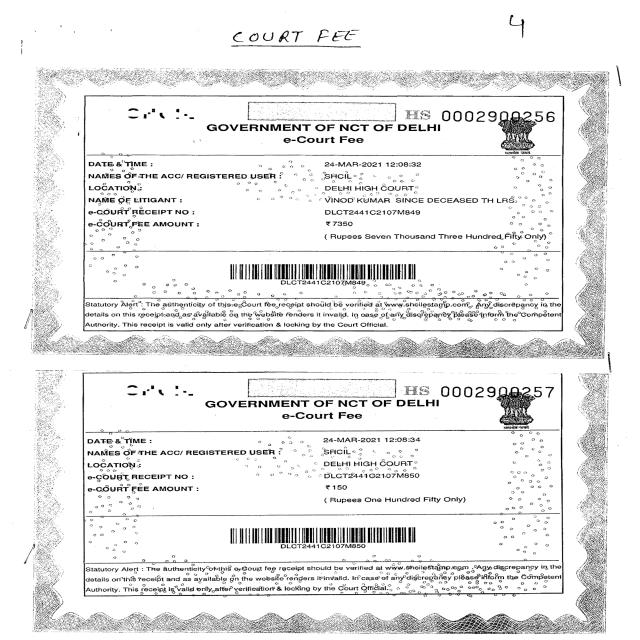 COURT FEE
4
HS 0002900256
GOVERNMENT OF NCT OF DELHI
e-Court Fee
DATE & TIME : 24-MAR-2021 12:08:32
NAMES OF THE ACC/ REGISTERED USER : SHCIL
LOCATION : DELHI HIGH COURT
NAME OF LITIGANT : VINOD KUMAR SINCE DECEASED TH LRS.
e-COURT RECEIPT NO : DLCT2441C2107M849
e-COURT FEE AMOUNT : ₹ 7350
( Rupees Seven Thousand Three Hundred Fifty Only)
DLCT2441C2107M849
Statutory Alert : The authenticity of this e-Court fee receipt should be verified at www.shcilestamp.com . Any discrepancy in the
details on this receipt and as available on the website renders it invalid. In case of any discrepancy please inform the Competent
Authority. This receipt is valid only after verification & locking by the Court Official.
HS 0002900257
GOVERNMENT OF NCT OF DELHI
e-Court Fee
DATE & TIME : 24-MAR-2021 12:08:34
NAMES OF THE ACC/ REGISTERED USER : SHCIL
LOCATION : DELHI HIGH COURT
e-COURT RECEIPT NO : DLCT2441C2107M850
e-COURT FEE AMOUNT : ₹ 150
( Rupees One Hundred Fifty Only)
DLCT2441C2107M850
Statutory Alert : The authenticity of this e-Court fee receipt should be verified at www.shcilestamp.com . Any discrepancy in the
details on this receipt and as available on the website renders it invalid. In case of any discrepancy please inform the Competent
Authority. This receipt is valid only after verification & locking by the Court Official.